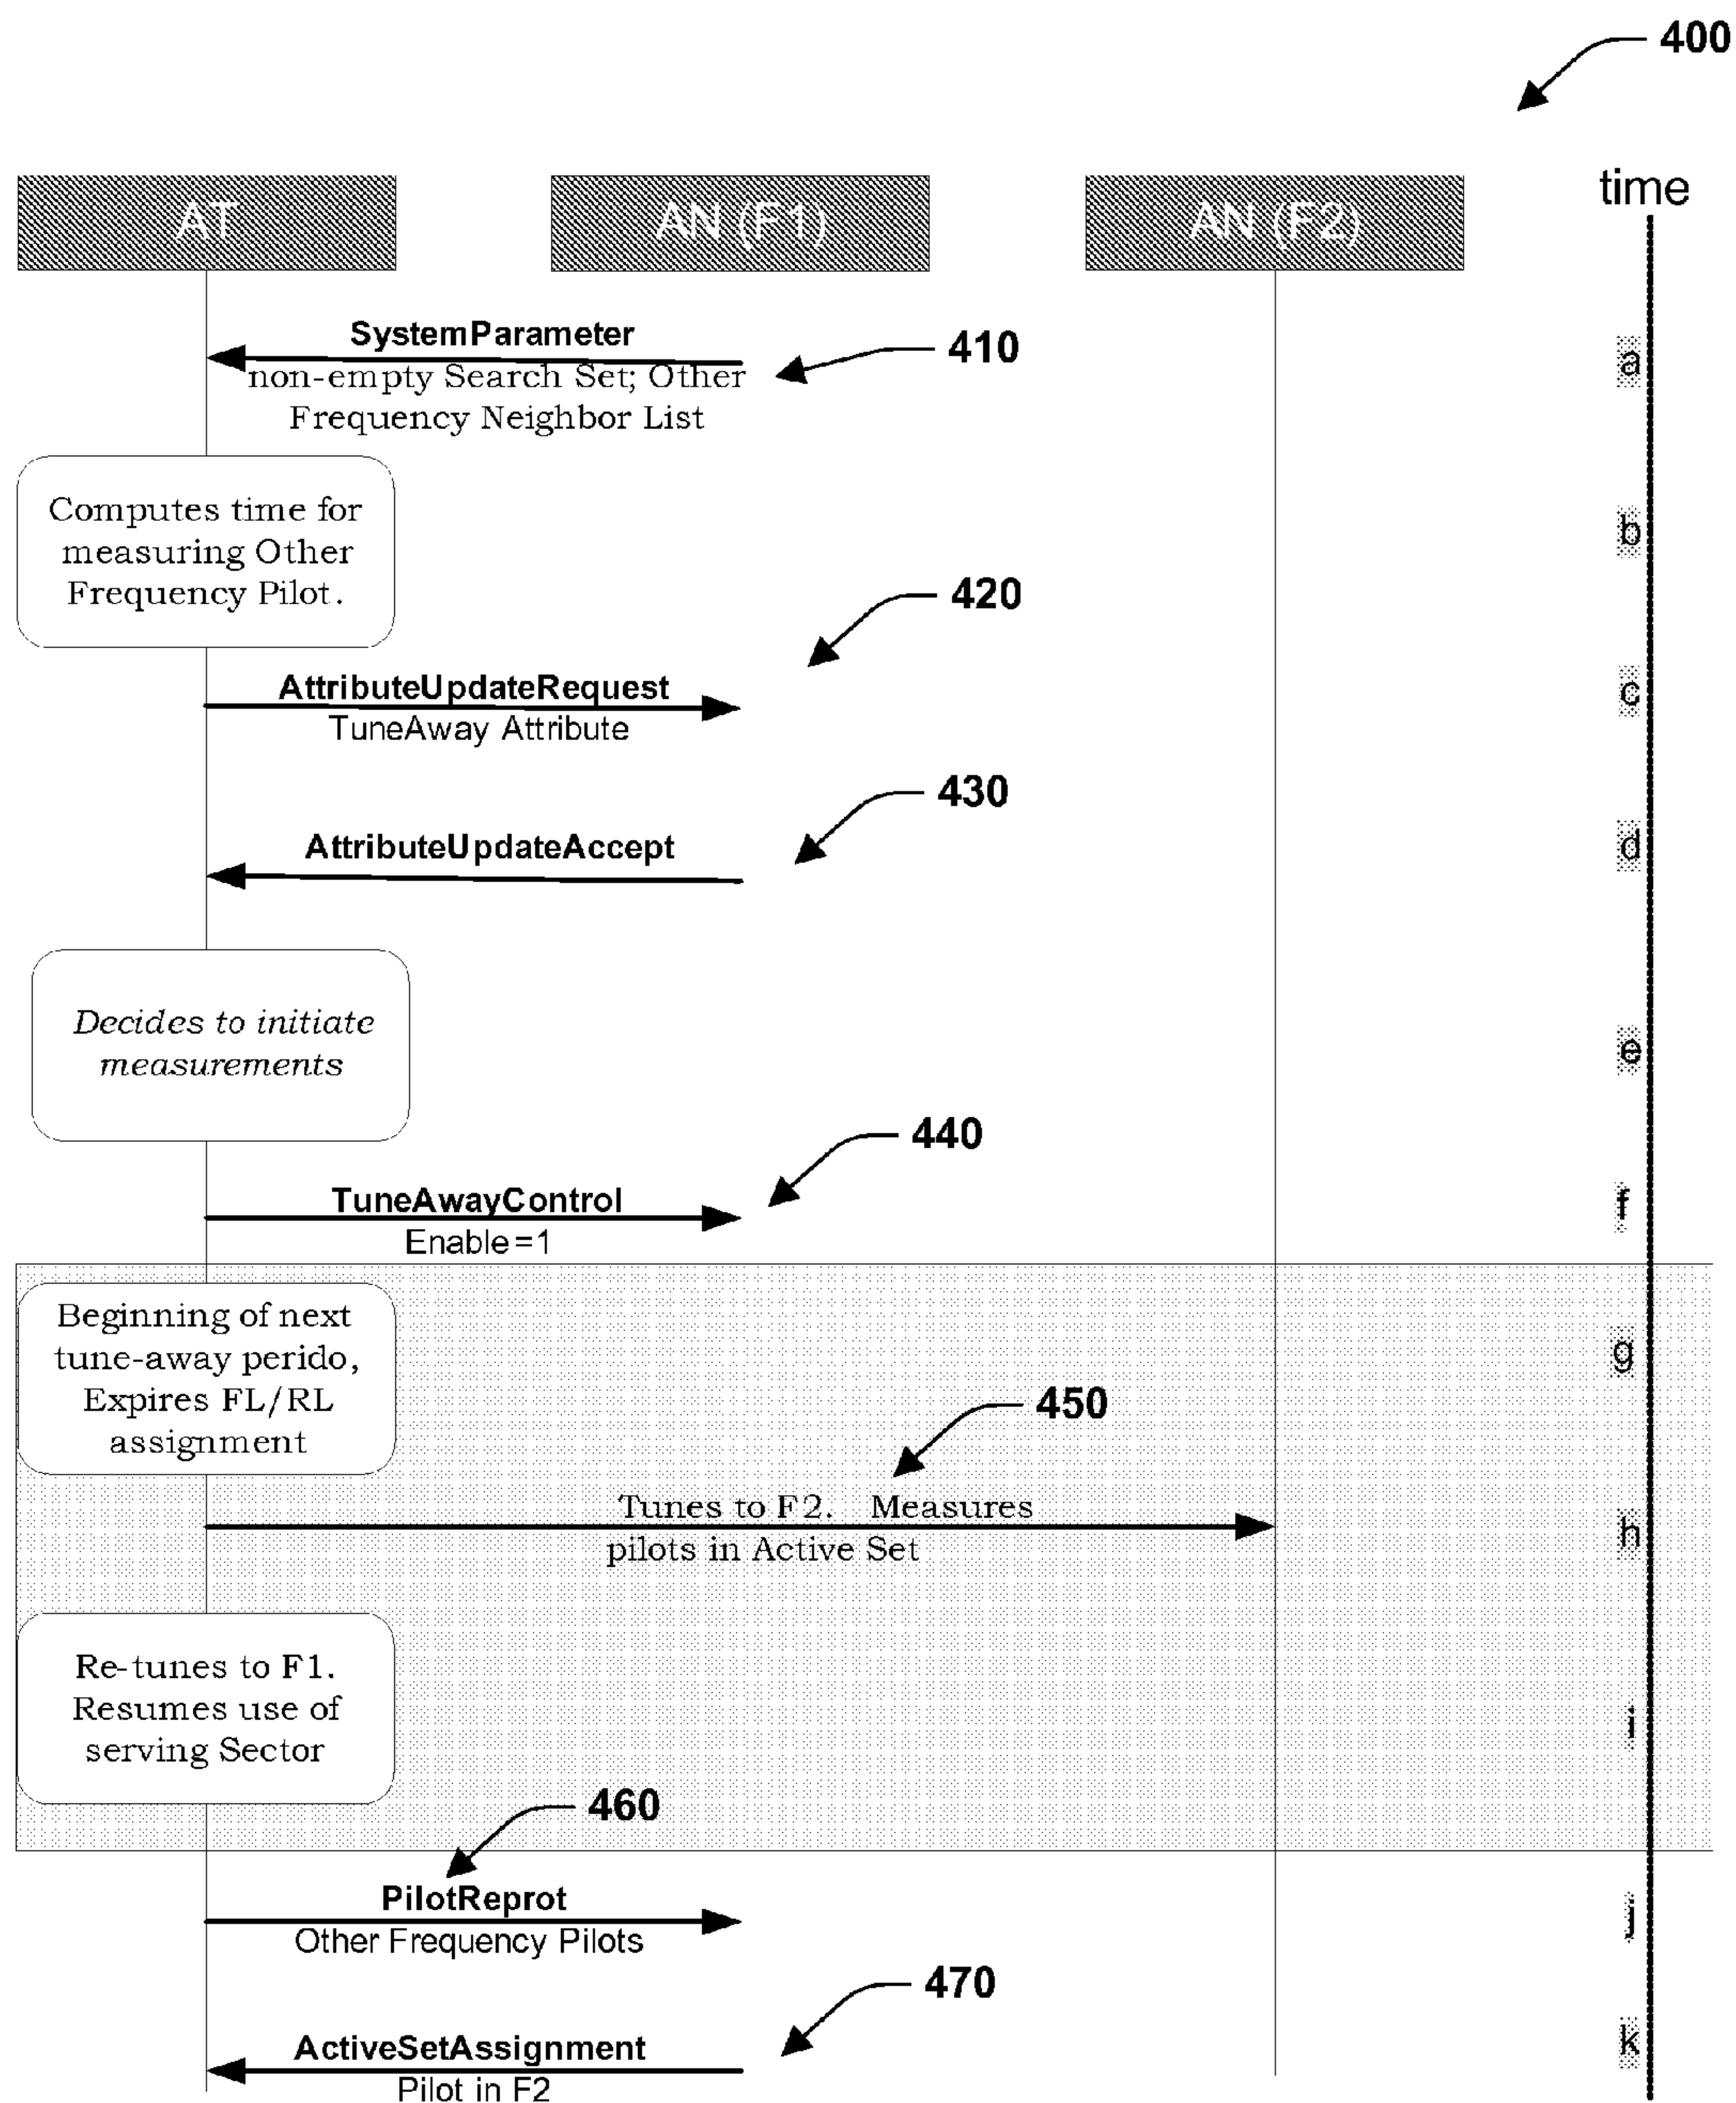 400
AT
AN (F1)
AN (F2)
time
SystemParameter
410
a
non-empty Search Set; Other
Frequency Neighbor List
Computes time for
measuring Other
Frequency Pilot.
b
420
AttributeUpdateRequest
c
TuneAway Attribute
430
AttributeUpdateAccept
d
Decides to initiate
measurements
e
440
TuneAwayControl
f
Enable=1
Beginning of next
tune-away perido,
Expires FL/RL
assignment
g
450
Tunes to F2. Measures
pilots in Active Set
h
Re-tunes to F1.
Resumes use of
serving Sector
i
460
PilotReprot
j
Other Frequency Pilots
470
ActiveSetAssignment
k
Pilot in F2